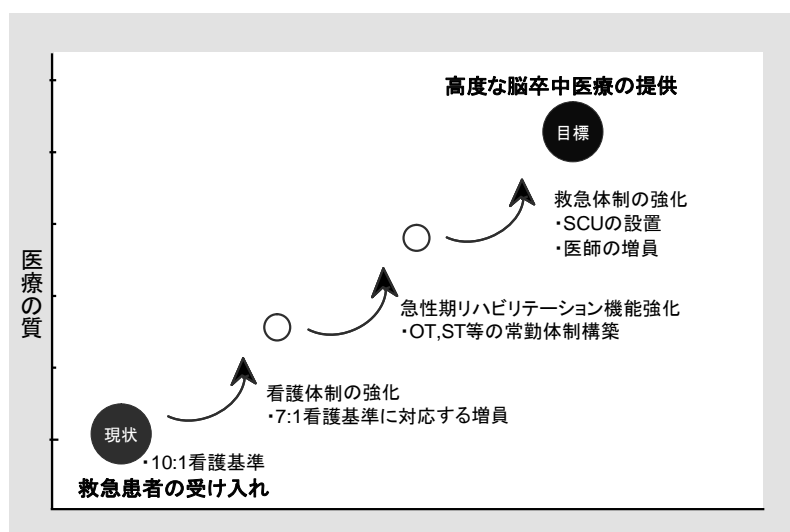 高度な脳卒中医療の提供
目標
救急体制の強化
・SCUの設置
・医師の増員
医療の質
急性期リハビリテーション機能強化
・OT,ST等の常勤体制構築
看護体制の強化
・7:1看護基準に対応する増員
現状
・10:1看護基準
救急患者の受け入れ